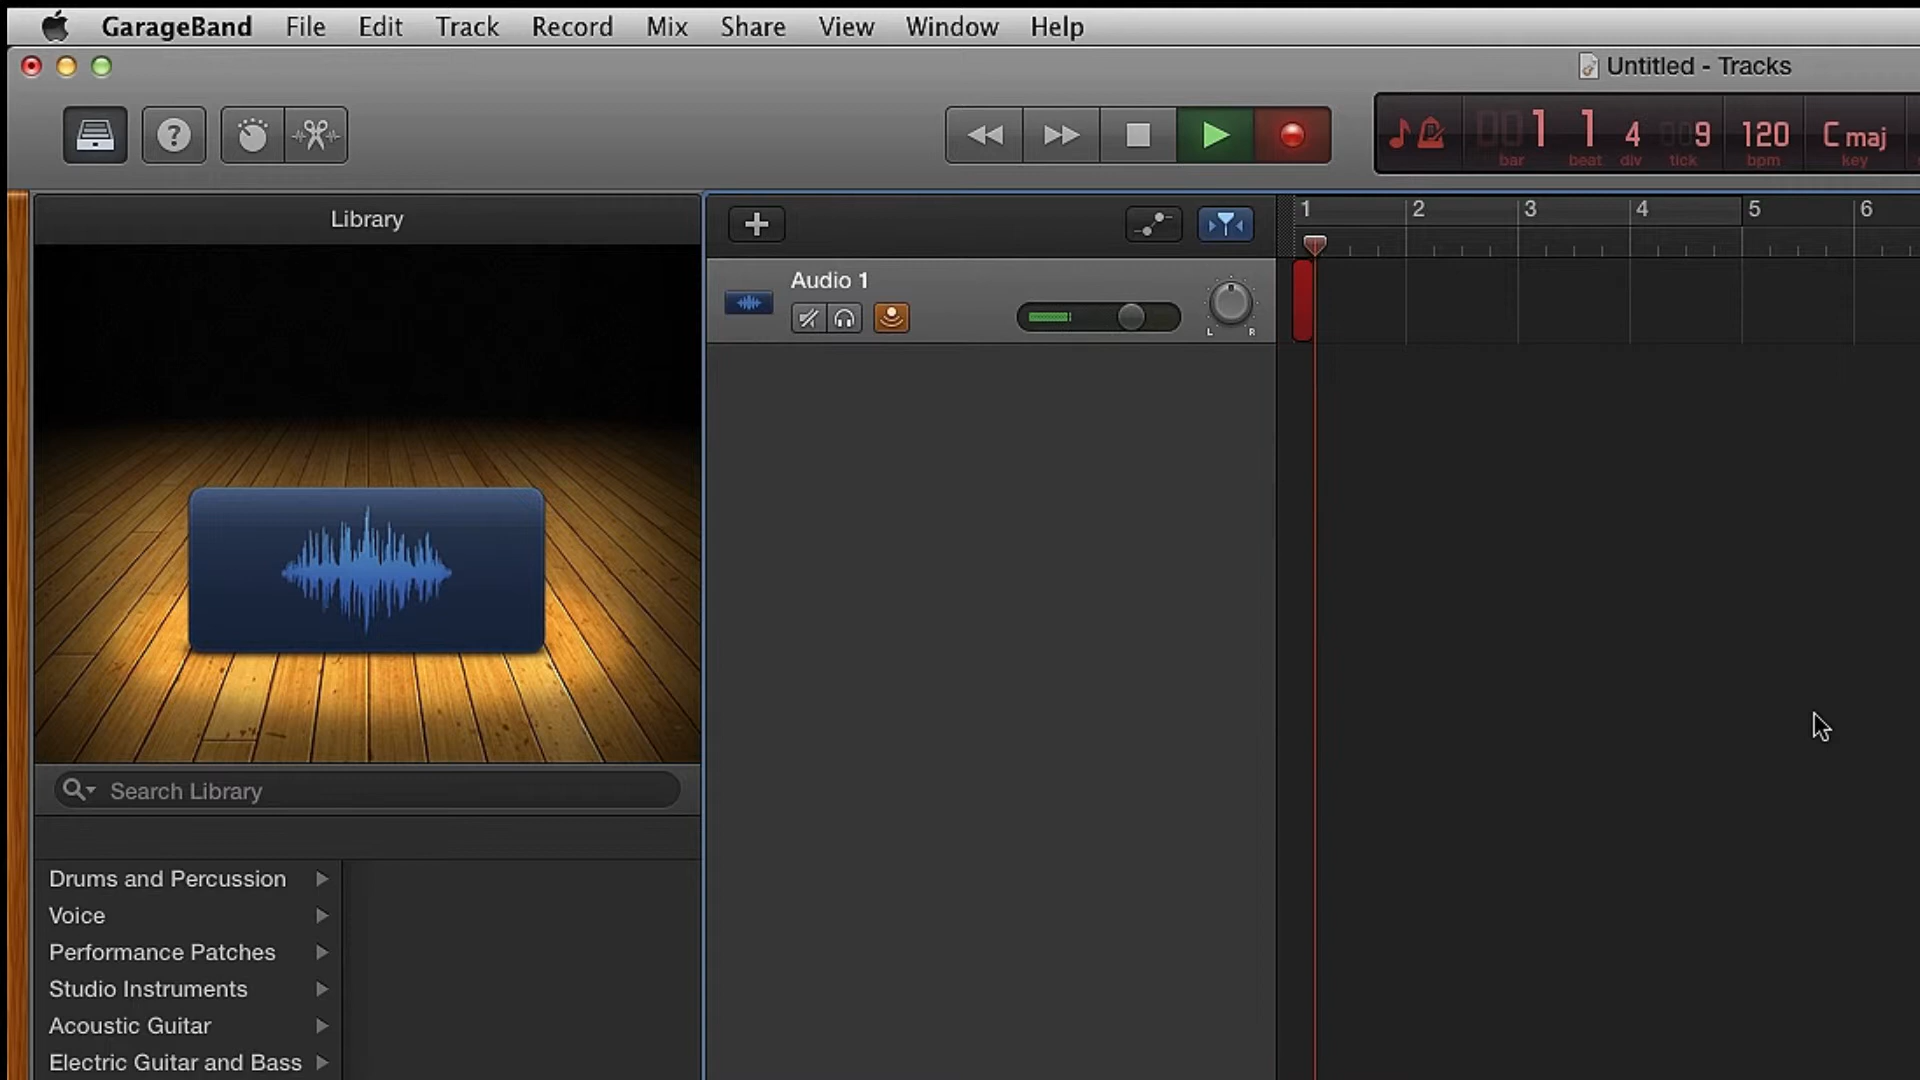 GarageBand File Edit Track Record Mix Share View Window Help
Untitled - Tracks
1 1 4 9 120 C maj
bar beat div tick bpm key
Library
1 2 3 4 5 6
Audio 1
L R
Search Library
Drums and Percussion
Voice
Performance Patches
Studio Instruments
Acoustic Guitar
Electric Guitar and Bass